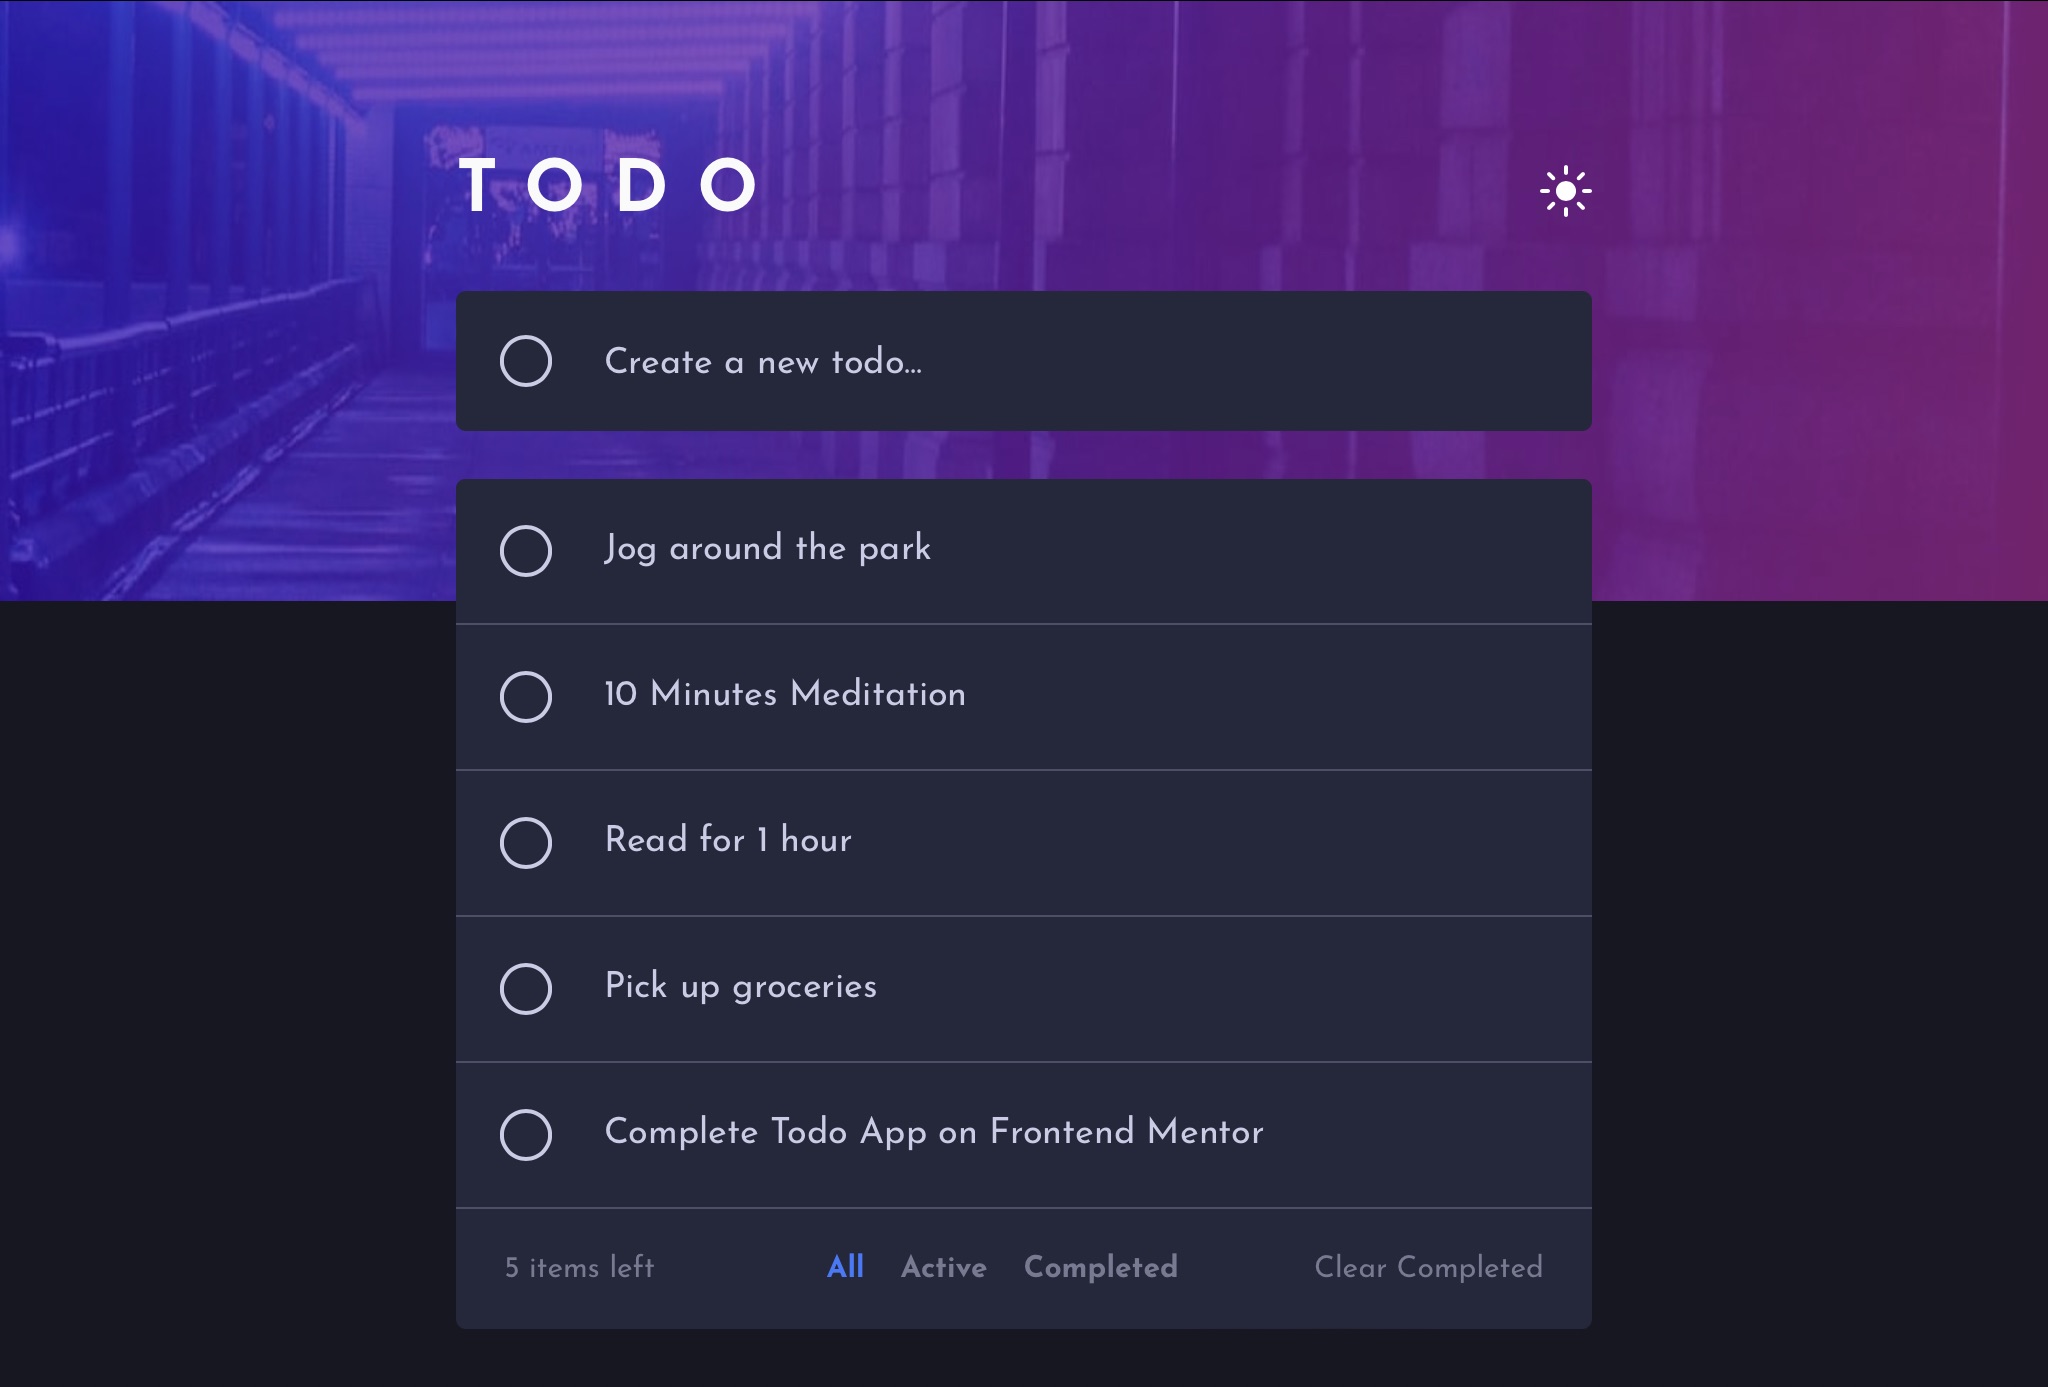 TODO
Create a new todo...
Jog around the park
10 Minutes Meditation
Read for 1 hour
Pick up groceries
Complete Todo App on Frontend Mentor
5 items left All Active Completed Clear Completed